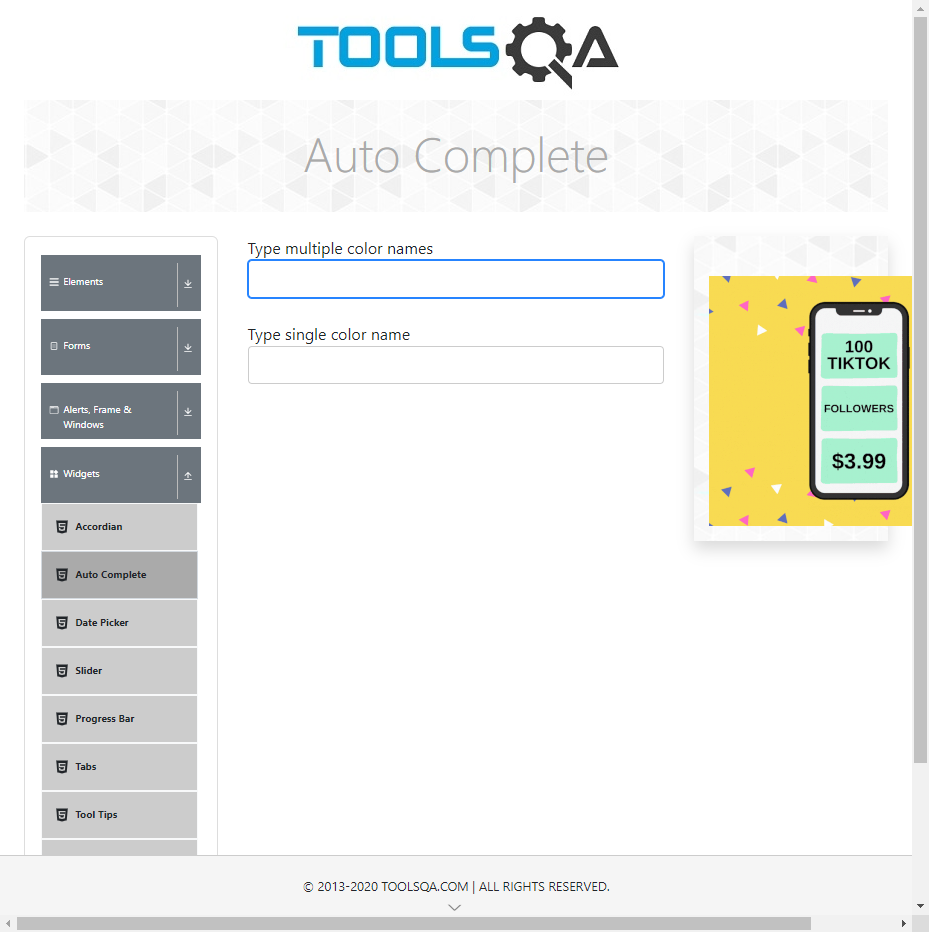 TOOLSQA
Auto Complete
Elements
Forms
Alerts, Frame &
Windows
Widgets
Accordian
Auto Complete
Date Picker
Slider
Progress Bar
Tabs
Tool Tips
Type multiple color names
Type single color name
100
TIKTOK
FOLLOWERS
$3.99
© 2013-2020 TOOLSQA.COM | ALL RIGHTS RESERVED.